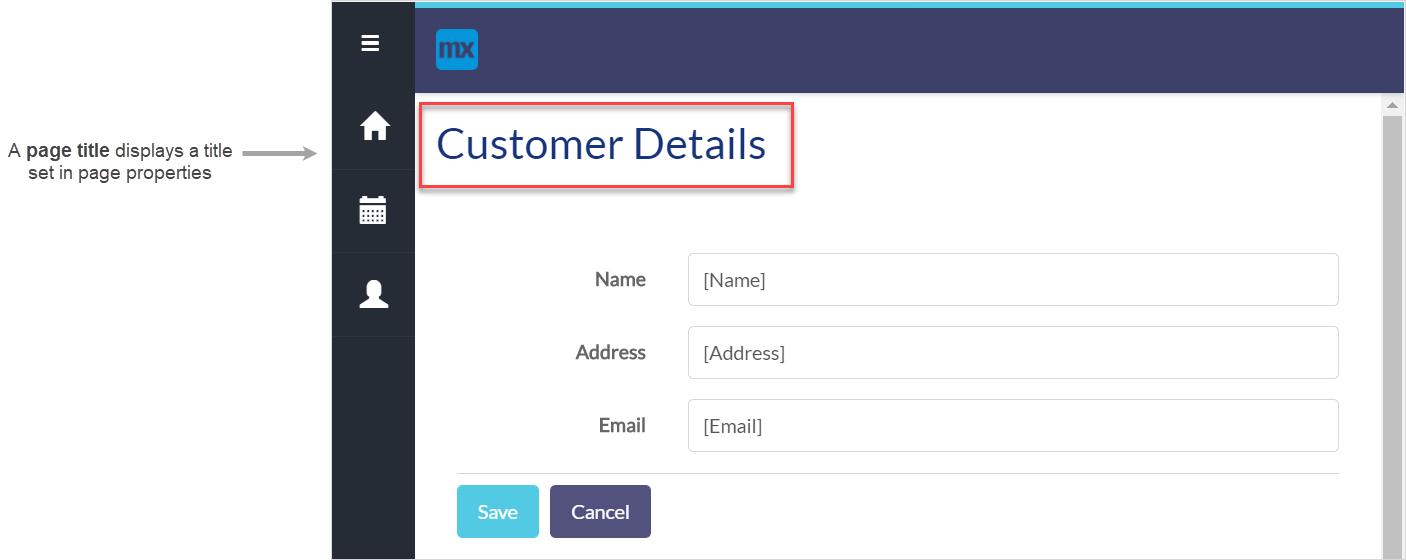 mx
Customer Details
A page title displays a title
set in page properties
Name
[Name]
Address
[Address]
Email
[Email]
Save
Cancel